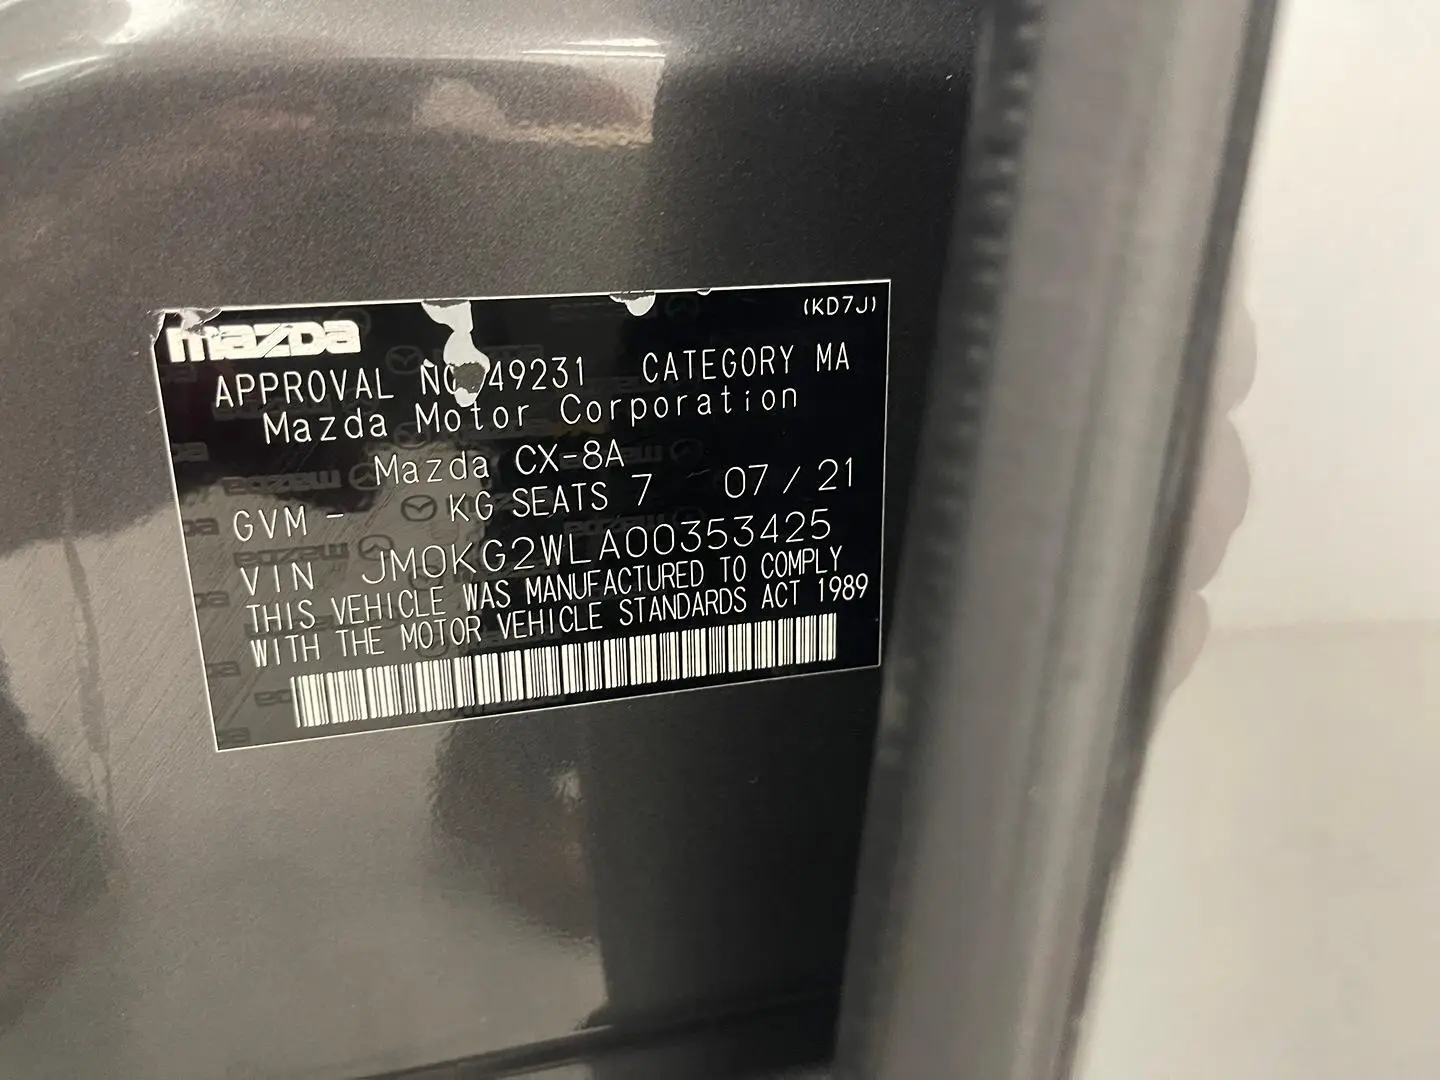 (KD7J)
mazda
APPROVAL 49231 CATEGORY MA
Mazda Motor Corporation
Mazda CX-8A
GVM - KG SEATS 7 07 / 21
VIN JM0KG2WLA00353425
THIS VEHICLE WAS MANUFACTURED TO COMPLY
WITH THE MOTOR VEHICLE STANDARDS ACT 1989